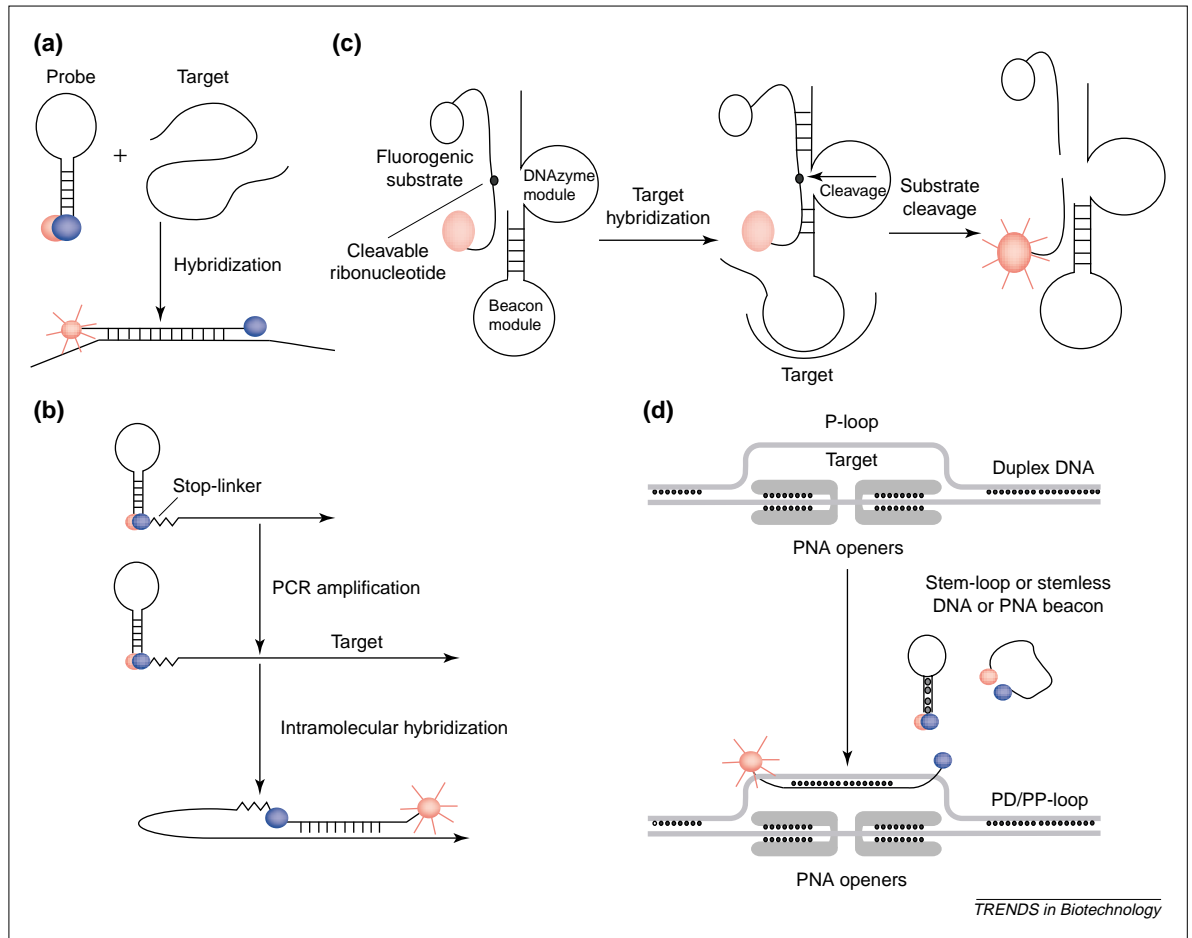 (a)
Probe
Target
+
Hybridization
(c)
Fluorogenic
substrate
Cleavable
ribonucleotide
DNAzyme
module
Beacon
module
Target
hybridization
Cleavage
Target
Substrate
cleavage
(b)
Stop-linker
PCR amplification
Target
Intramolecular hybridization
(d)
P-loop
Target
Duplex DNA
PNA openers
Stem-loop or stemless
DNA or PNA beacon
PD/PP-loop
PNA openers
TRENDS in Biotechnology